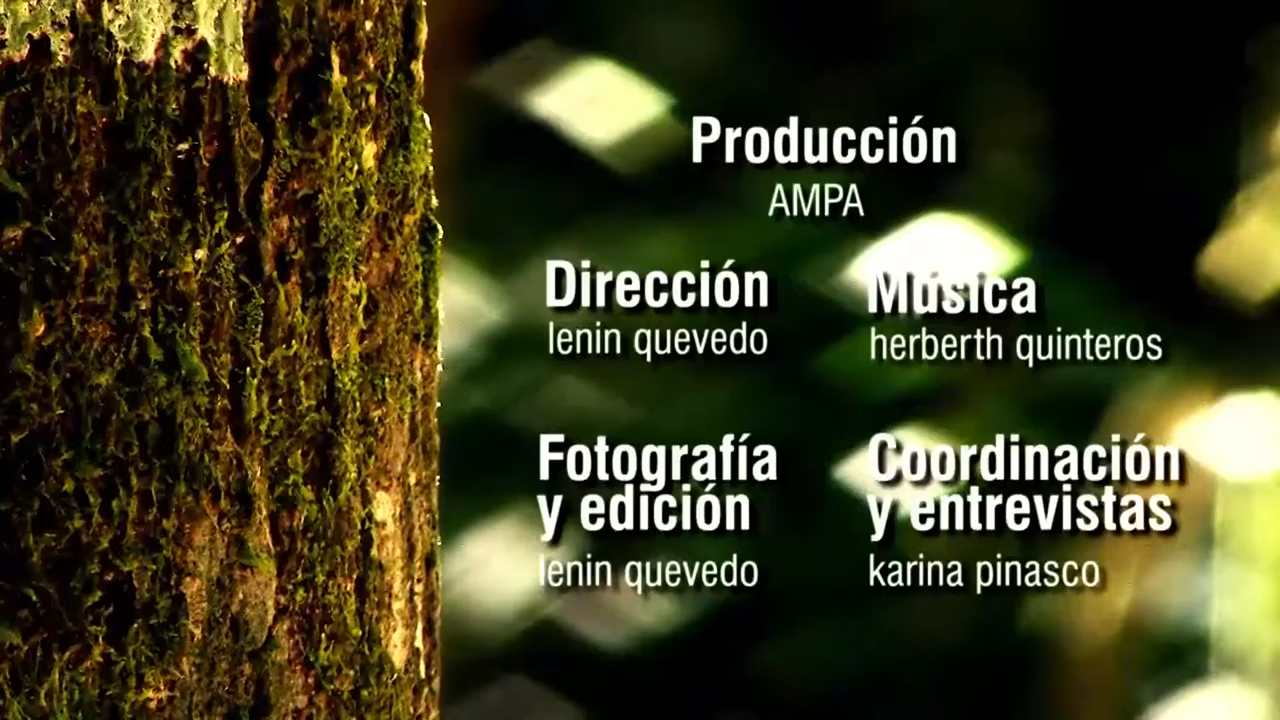 Producción
AMPA
Dirección
lenin quevedo
Música
herberth quinteros
Fotografía
y edición
lenin quevedo
Coordinación
y entrevistas
karina pinasco